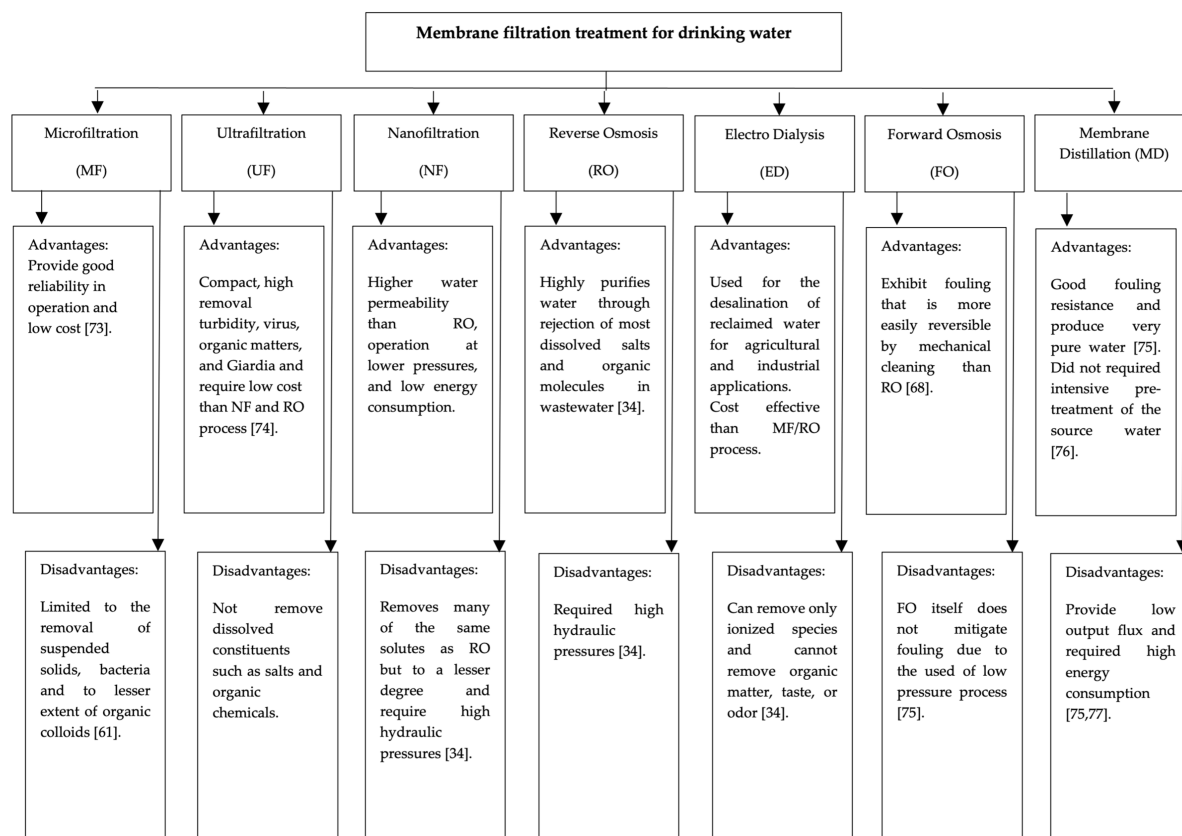 Membrane filtration treatment for drinking water
Microfiltration
(MF)
Ultrafiltration
(UF)
Nanofiltration
(NF)
Reverse Osmosis
(RO)
Electro Dialysis
(ED)
Forward Osmosis
(FO)
Membrane
Distillation (MD)
Advantages:
Provide good
reliability in
operation and
low cost [73].
Advantages:
Compact, high
removal
turbidity, virus,
organic matters,
and Giardia and
require low cost
than NF and RO
process [74].
Advantages:
Higher water
permeability
than RO,
operation at
lower pressures,
and low energy
consumption.
Advantages:
Highly purifies
water through
rejection of most
dissolved salts
and organic
molecules in
wastewater [34].
Advantages:
Used for the
desalination of
reclaimed water
for agricultural
and industrial
applications.
Cost effective
than MF/RO
process.
Advantages:
Exhibit fouling
that is more
easily reversible
by mechanical
cleaning than
RO [68].
Advantages:
Good fouling
resistance and
produce very
pure water [75].
Did not required
intensive pre-
treatment of the
source water
[76].
Disadvantages:
Limited to the
removal of
suspended
solids, bacteria
and to lesser
extent of organic
colloids [61].
Disadvantages:
Not remove
dissolved
constituents
such as salts and
organic
chemicals.
Disadvantages:
Removes many
of the same
solutes as RO
but to a lesser
degree and
require high
hydraulic
pressures [34].
Disadvantages:
Required high
hydraulic
pressures [34].
Disadvantages:
Can remove only
ionized species
and cannot
remove organic
matter, taste, or
odor [34].
Disadvantages:
FO itself does
not mitigate
fouling due to
the used of low
pressure process
[75].
Disadvantages:
Provide low
output flux and
required high
energy
consumption
[75,77].